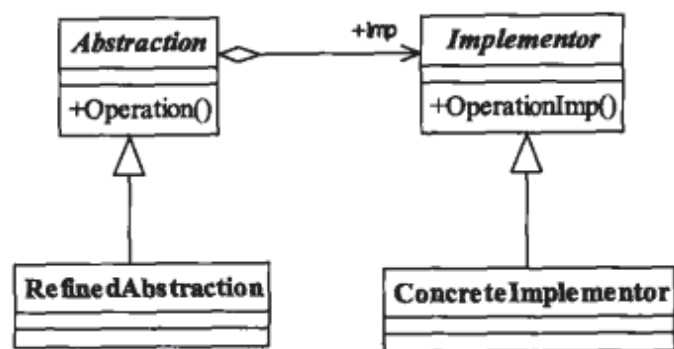 Abstraction
+Imp
Implementor
+Operation()
+OperationImp()
RefinedAbstraction
ConcreteImplementor